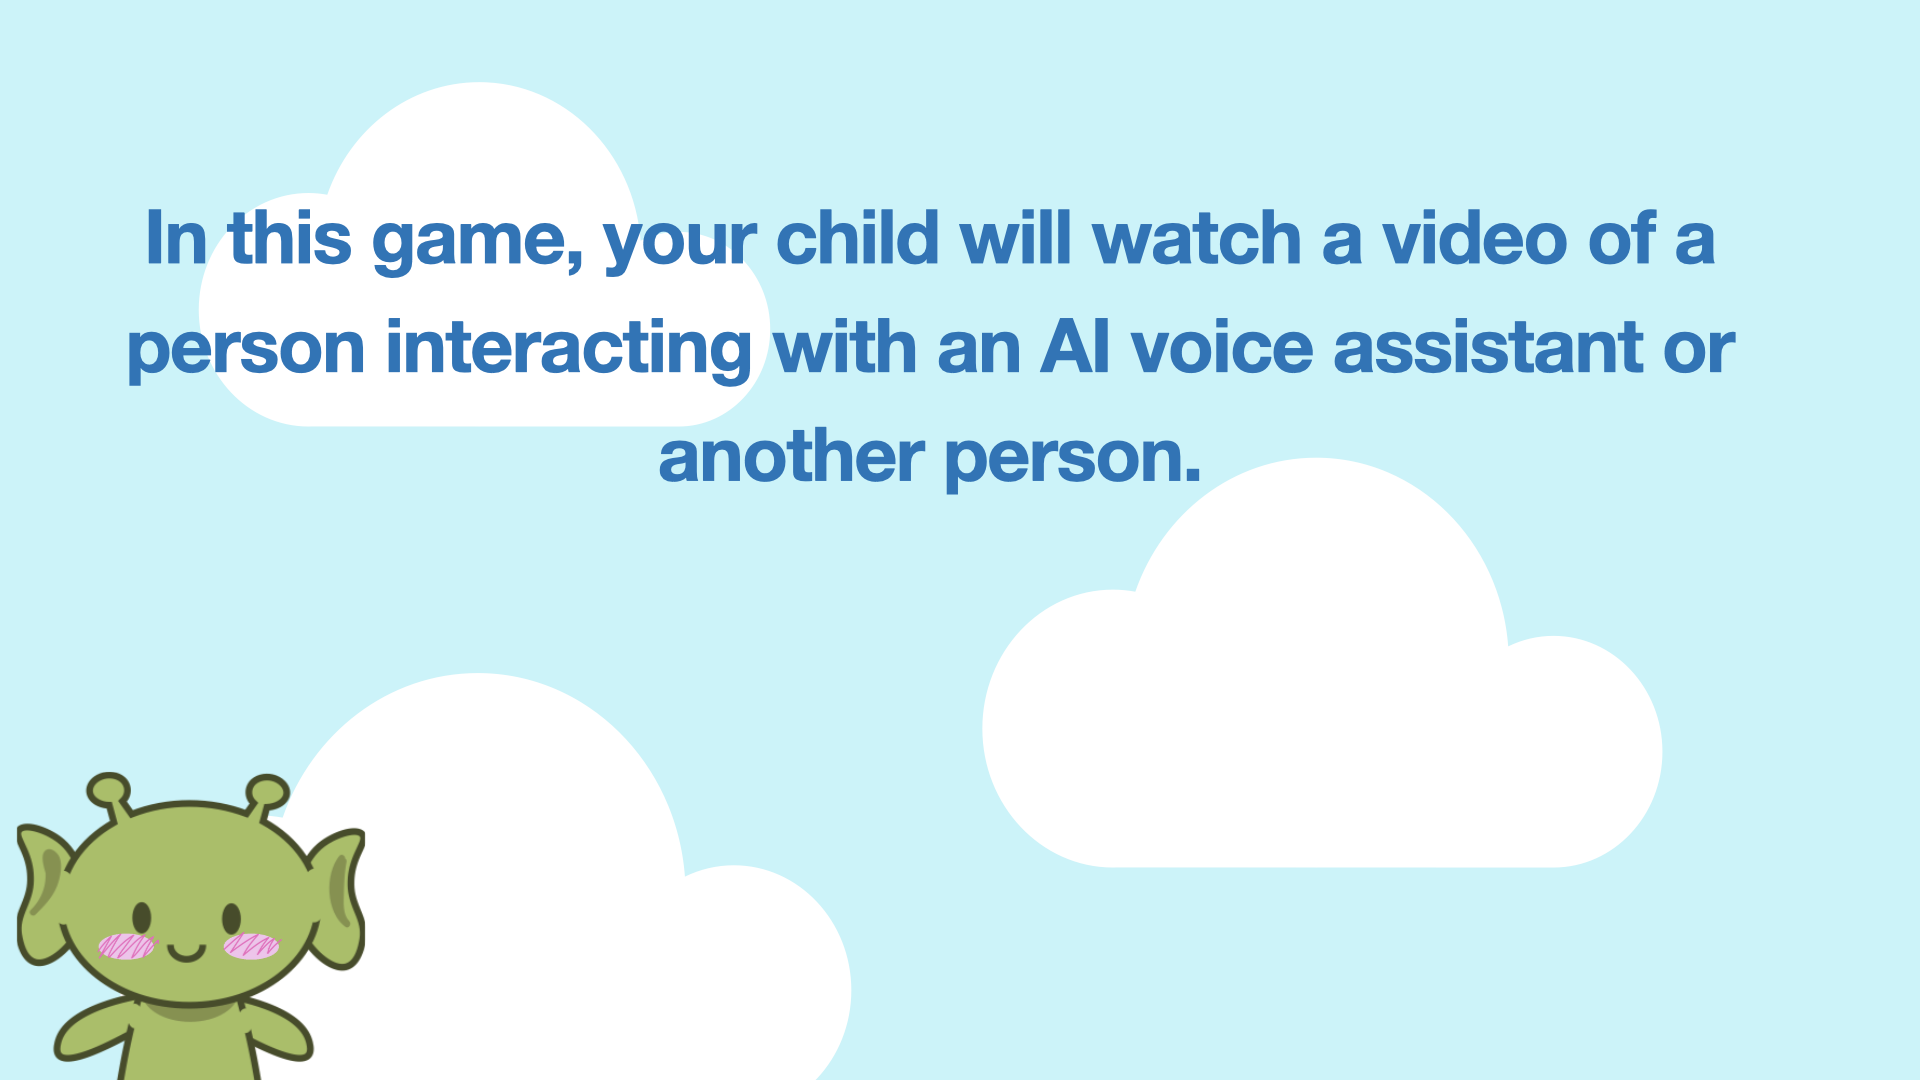 In this game, your child will watch a video of a
person interacting with an AI voice assistant or
another person.